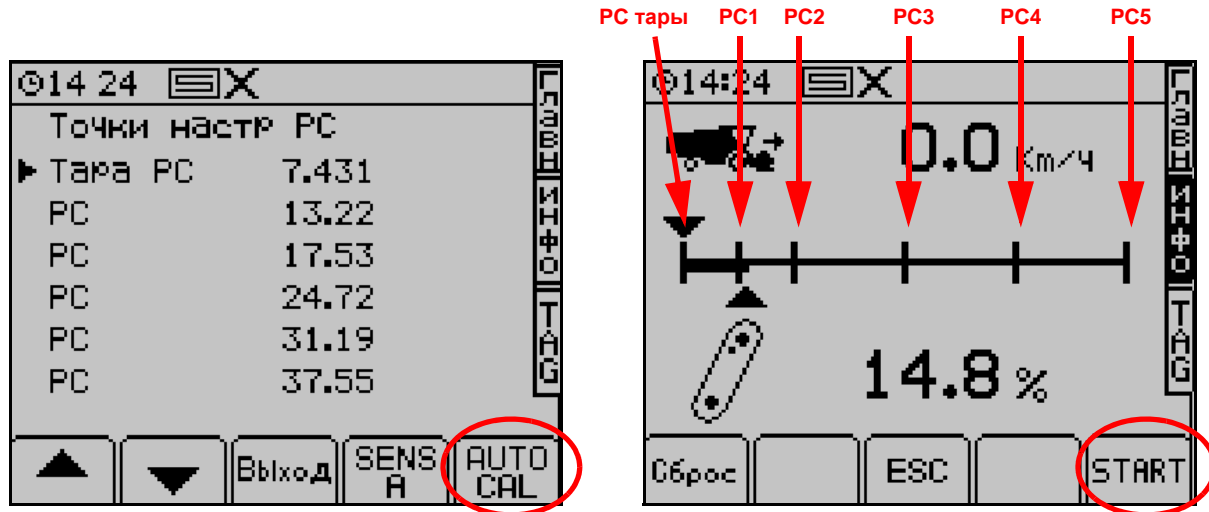 РС тары РС1 РС2 РС3 РС4 РС5
14 24
Точки настр РС
Тара РС 7.431
РС 13.22
РС 17.53
РС 24.72
РС 31.19
РС 37.55
Выход
SENS A
AUTO CAL
Главн
Инфо
TAG
14:24
0.0 Km/ч
14.8 %
Сброс
ESC
START
Главн
Инфо
TAG